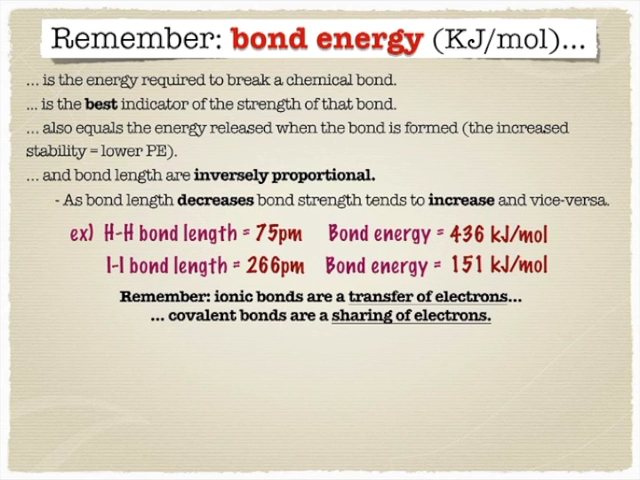 Remember: bond energy (KJ/mol)...
... is the energy required to break a chemical bond.
... is the best indicator of the strength of that bond.
... also equals the energy released when the bond is formed (the increased
stability = lower PE).
... and bond length are inversely proportional.
- As bond length decreases bond strength tends to increase and vice-versa.
ex) H-H bond length = 75pm Bond energy = 436 kJ/mol
I-I bond length = 266pm Bond energy = 151 kJ/mol
Remember: ionic bonds are a transfer of electrons...
... covalent bonds are a sharing of electrons.